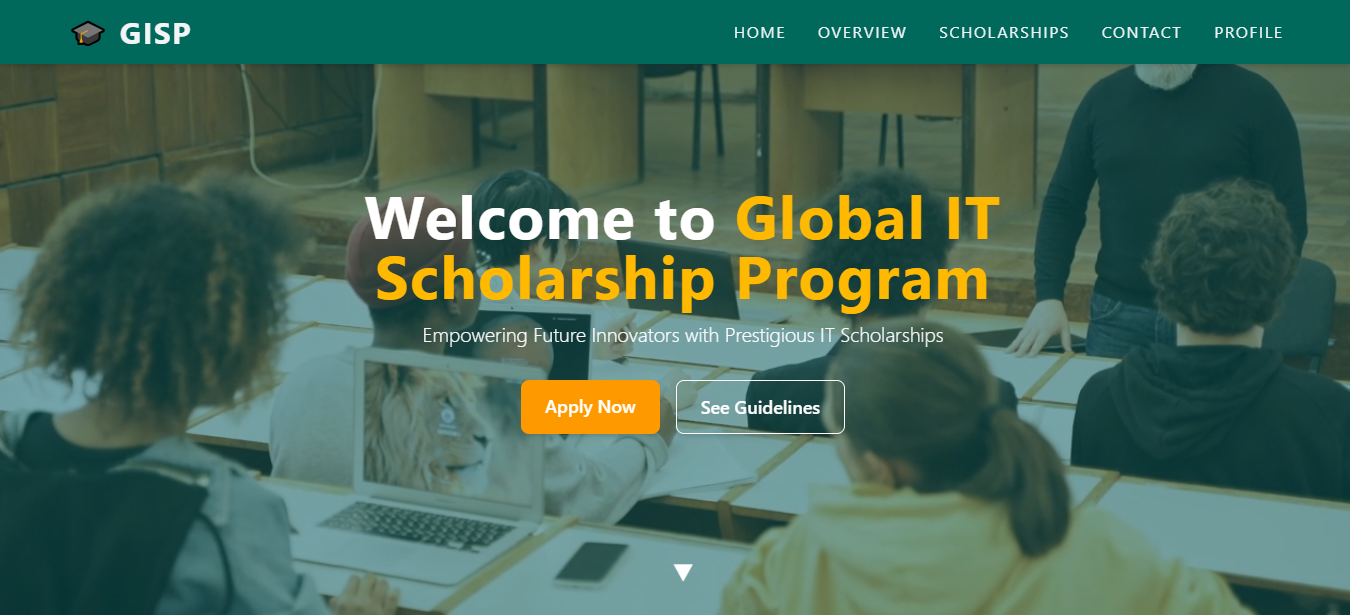 GISP
HOME OVERVIEW SCHOLARSHIPS CONTACT PROFILE
Welcome to Global IT
Scholarship Program
Empowering Future Innovators with Prestigious IT Scholarships
Apply Now See Guidelines